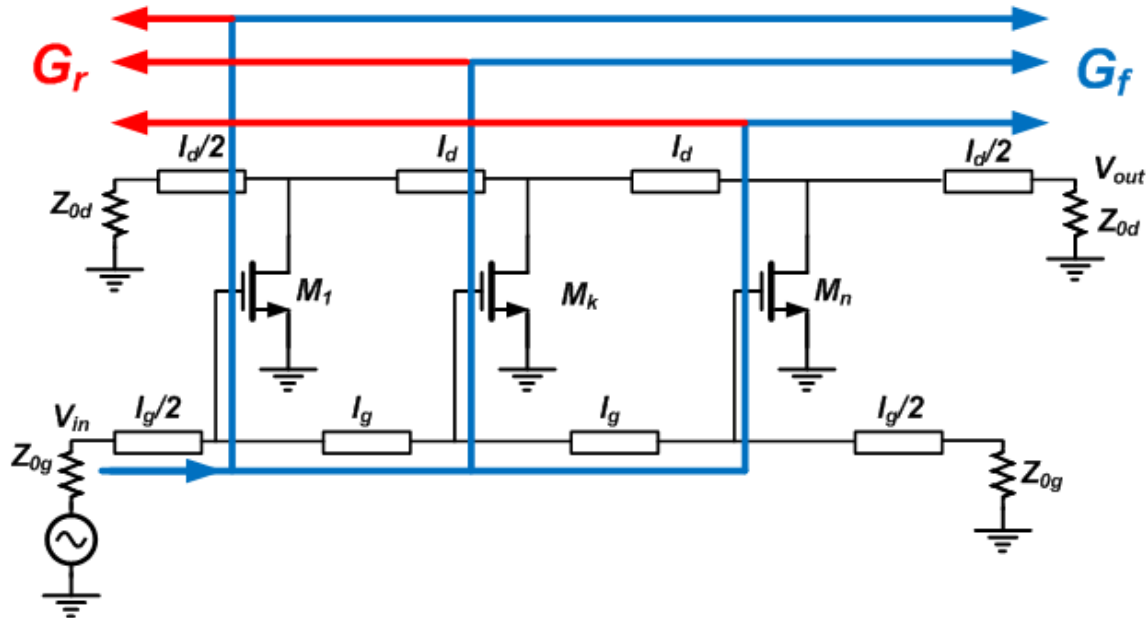 Gr
Gf
ld/2
ld
ld
ld/2
Vout
Z0d
Z0d
M1
Mk
Mn
Vin
lg/2
lg
lg
lg/2
Z0g
Z0g